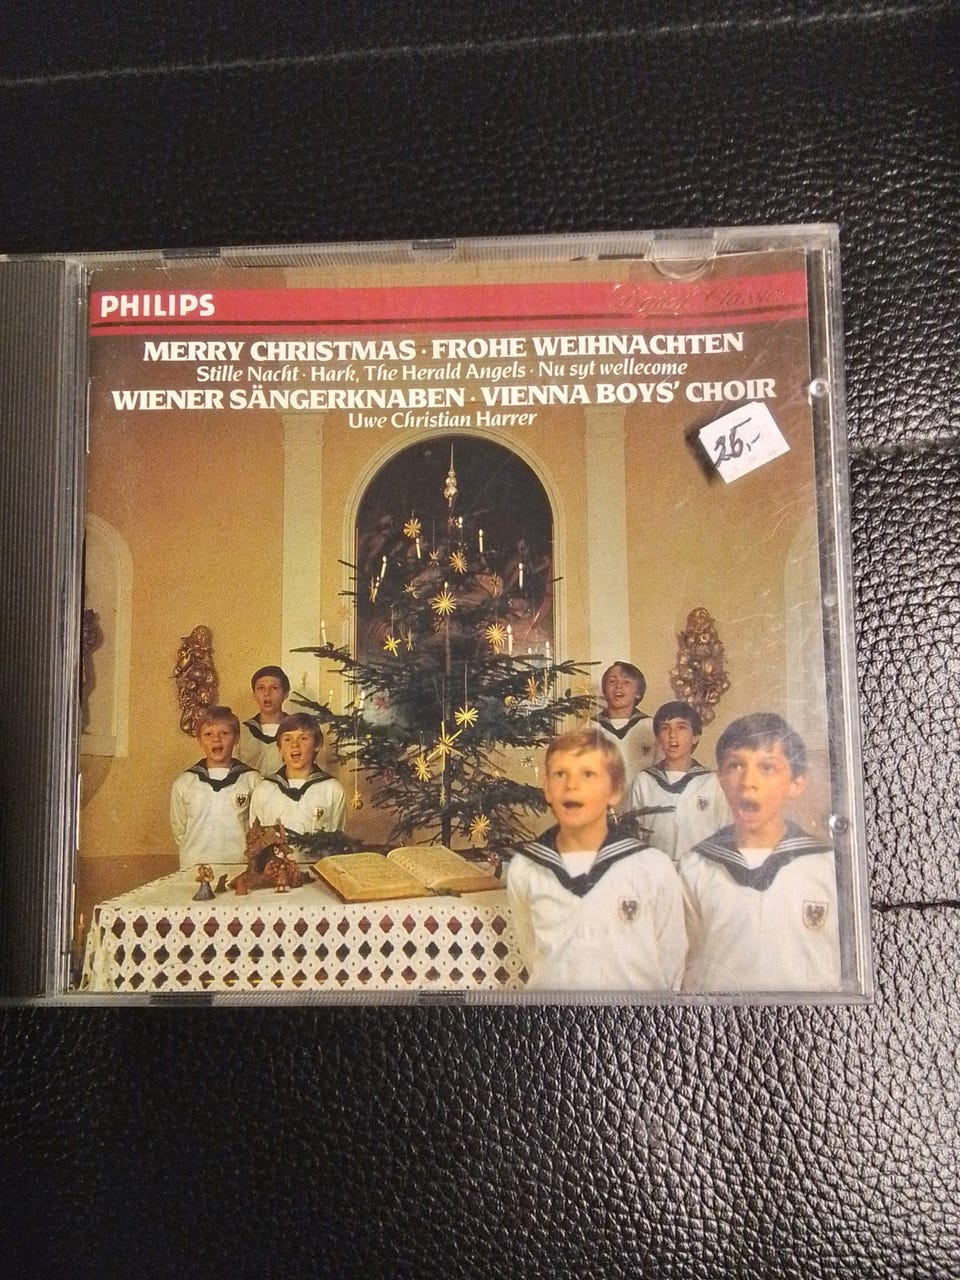 PHILIPS
Digital Classics
MERRY CHRISTMAS · FROHE WEIHNACHTEN
Stille Nacht · Hark, The Herald Angels · Nu syt wellecome
WIENER SÄNGERKNABEN · VIENNA BOYS' CHOIR
Uwe Christian Harrer
25,-